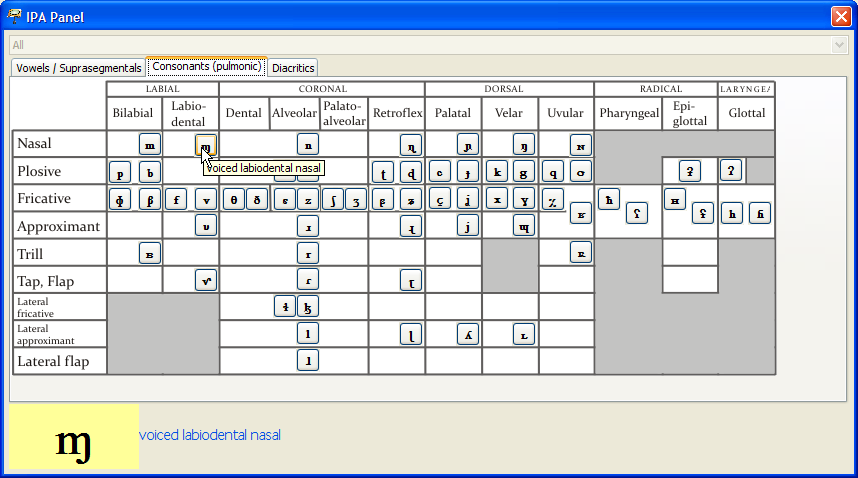 IPA Panel
All
Vowels / Suprasegmentals Consonants (pulmonic) Diacritics
LABIAL CORONAL DORSAL RADICAL LARYNGEA
Bilabial Labio-dental Dental Alveolar Palato-alveolar Retroflex Palatal Velar Uvular Pharyngeal Epi-glottal Glottal
Nasal m ɱ n ɳ ɲ ŋ ɴ
voiced labiodental nasal
Plosive p b ʈ ɖ c ɟ k g q ɢ ʡ ʔ
Fricative ɸ β f v θ ð s z ʃ ʒ ʂ ʐ ç ʝ x ɣ χ ʁ ħ ʕ ʜ ʢ h ɦ
Approximant ʋ ɹ ɻ j ɰ
Trill ʙ r ʀ
Tap, Flap ⱱ ɾ ɽ
Lateral fricative ɬ ɮ
Lateral approximant l ɭ ʎ ʟ
Lateral flap ɺ
ɱ voiced labiodental nasal